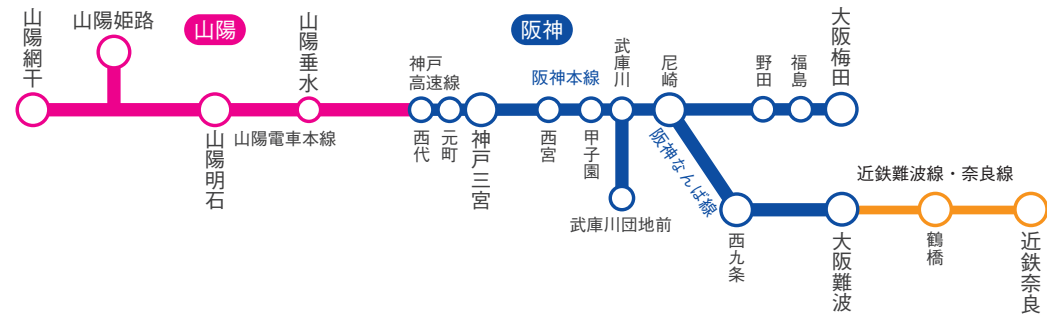 山陽
阪神
山陽網干
山陽姫路
山陽垂水
神戸
高速線
阪神本線
武庫川
尼崎
野田
福島
大阪梅田
山陽明石
山陽電車本線
西代
元町
神戸三宮
西宮
甲子園
阪神なんば線
武庫川団地前
近鉄難波線・奈良線
西九条
大阪難波
鶴橋
近鉄奈良